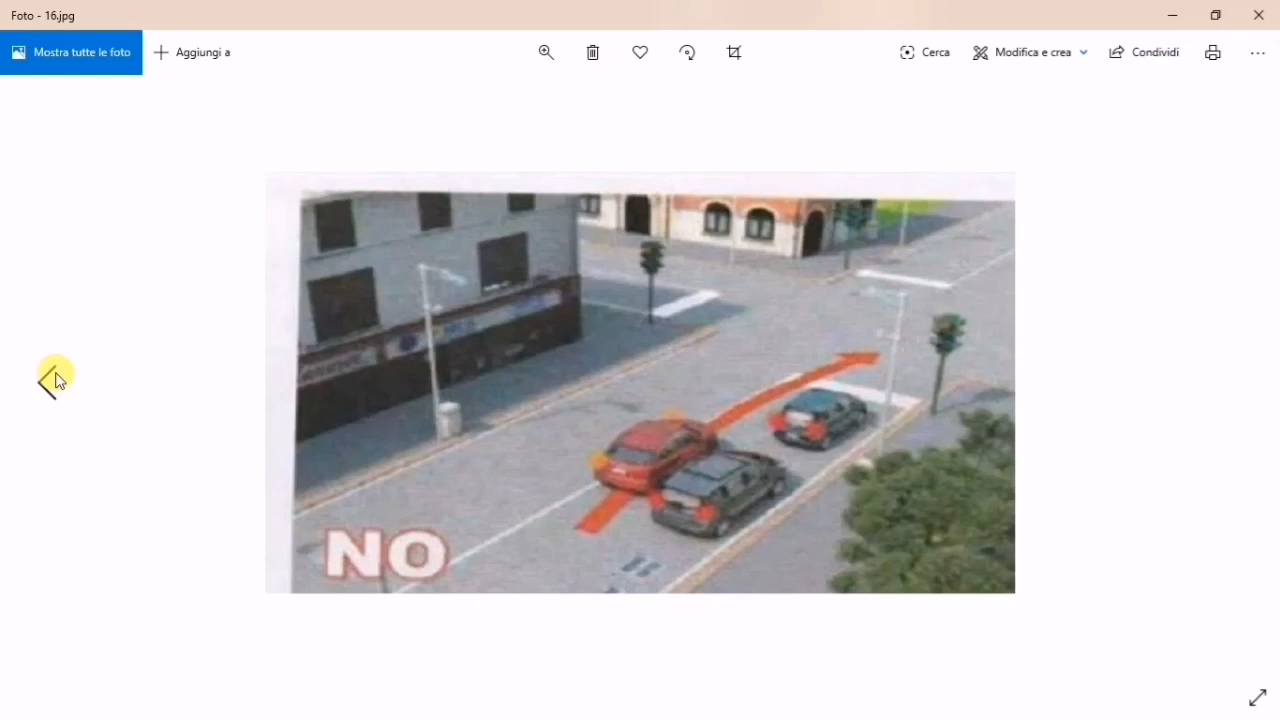 Foto - 16.jpg
Mostra tutte le foto
Aggiungi a
Cerca
Modifica e crea
Condividi
NO